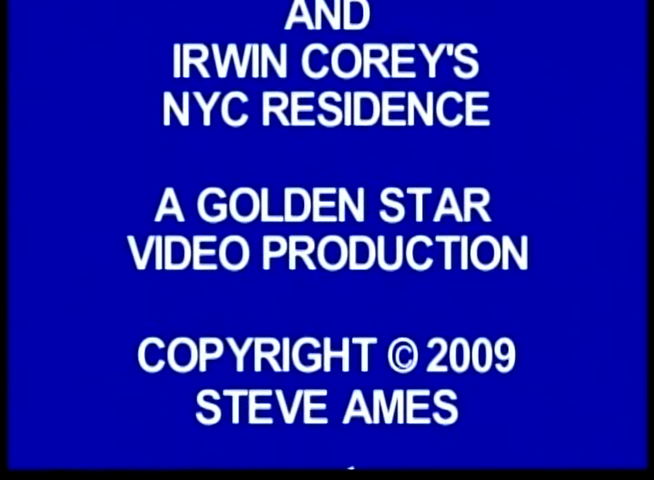 AND
IRWIN COREY'S
NYC RESIDENCE
A GOLDEN STAR
VIDEO PRODUCTION
COPYRIGHT © 2009
STEVE AMES